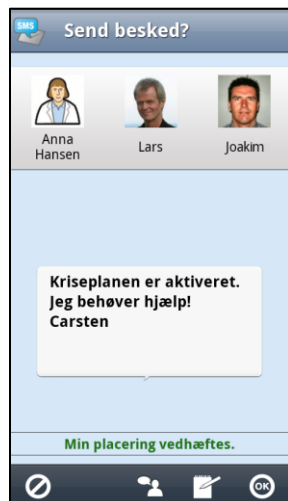 SMS
Send besked?
Anna
Hansen
Lars
Joakim
Kriseplanen er aktiveret.
Jeg behøver hjælp!
Carsten
Min placering vedhæftes.
OK